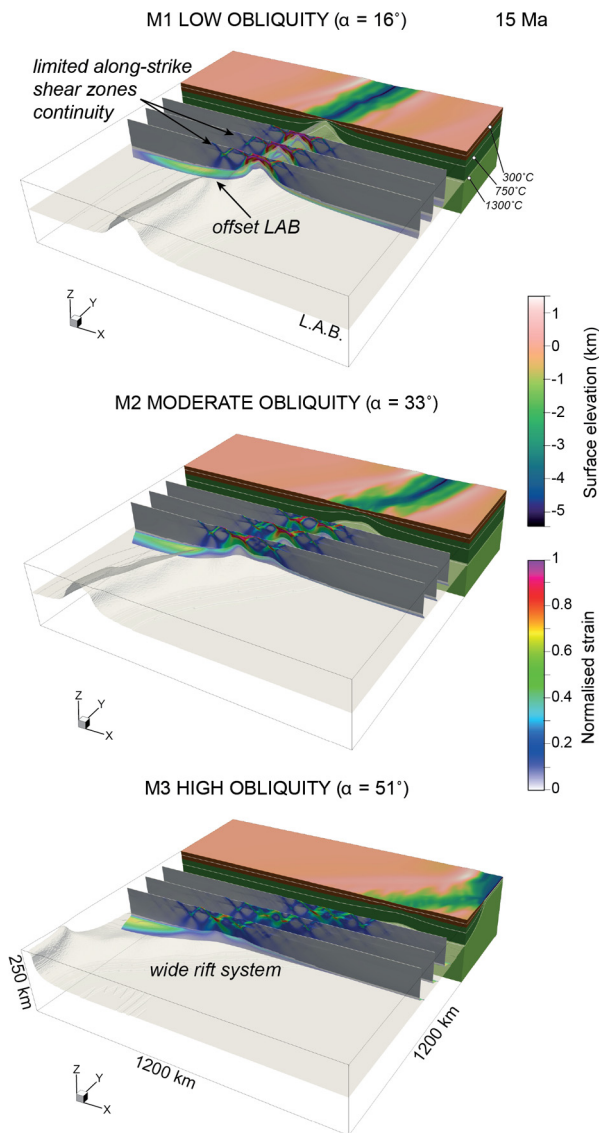 M1 LOW OBLIQUITY (α = 16˚)
15 Ma
limited along-strike
shear zones
continuity
300˚C
750˚C
1300˚C
offset LAB
L.A.B.
Z
Y
X
M2 MODERATE OBLIQUITY (α = 33˚)
1
0
-1
-2
-3
-4
-5
Surface elevation (km)
1
0.8
0.6
0.4
0.2
0
Normalised strain
Z
Y
X
M3 HIGH OBLIQUITY (α = 51˚)
wide rift system
250 km
1200 km
1200 km
Z
Y
X